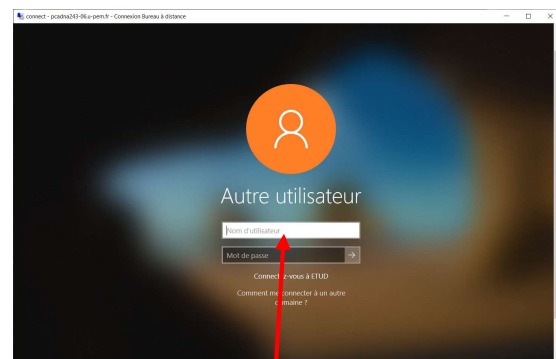 connect - pcadna243-06.u-pem.fr - Connexion Bureau à distance
Autre utilisateur
Nom d'utilisateur
Mot de passe
Connectez-vous à ETUD
Comment me connecter à un autre
domaine ?